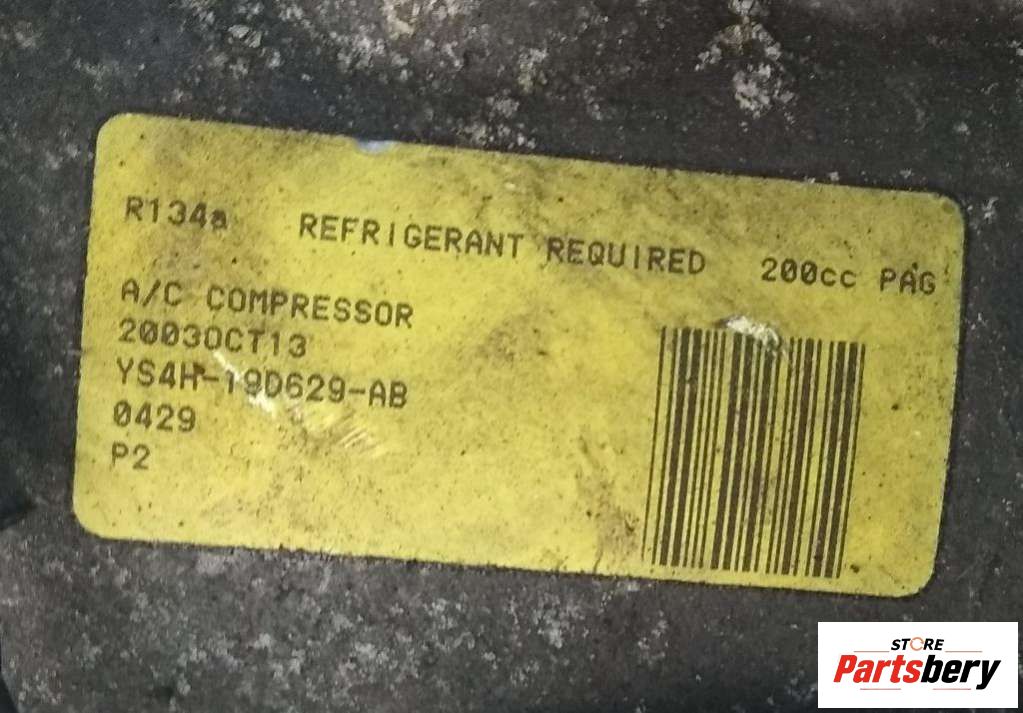 R134a REFRIGERANT REQUIRED 200cc PAG
A/C COMPRESSOR
2003OCT13
YS4H-19D629-AB
0429
P2
STORE
Partsbery